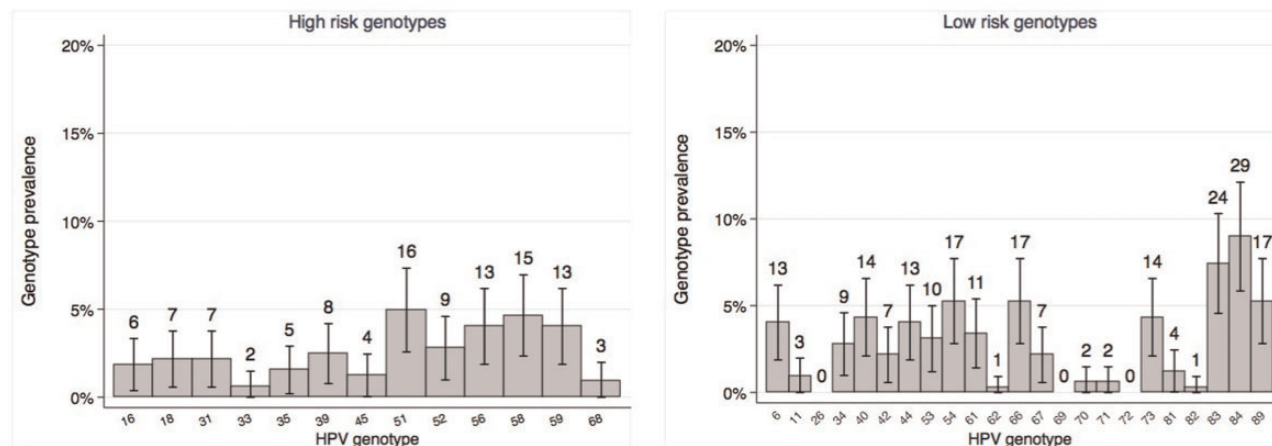 High risk genotypes
20%
15%
10%
5%
0%
Genotype prevalence
6 7 7 2 5 8 4 16 9 13 15 13 3
16 18 31 33 35 39 45 51 52 56 58 59 68
HPV genotype
Low risk genotypes
20%
15%
10%
5%
0%
Genotype prevalence
13 3 0 9 14 7 13 10 17 11 1 17 7 0 2 2 0 14 4 1 24 29 17
6 11 26 34 40 42 44 53 54 61 62 66 67 69 70 71 72 73 81 82 83 84 89
HPV genotype